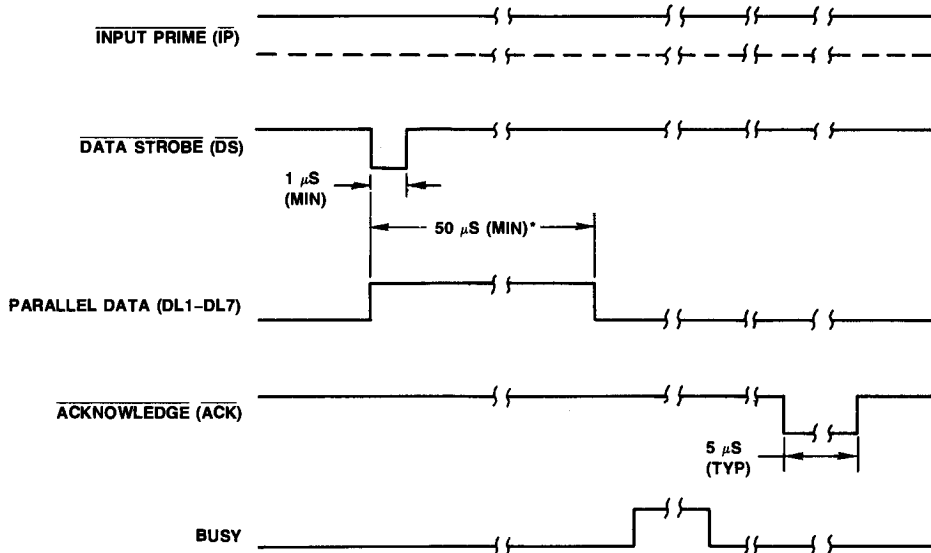 INPUT PRIME (IP)
DATA STROBE (DS)
1 μS
(MIN)
50 μS (MIN)*
PARALLEL DATA (DL1–DL7)
ACKNOWLEDGE (ACK)
5 μS
(TYP)
BUSY